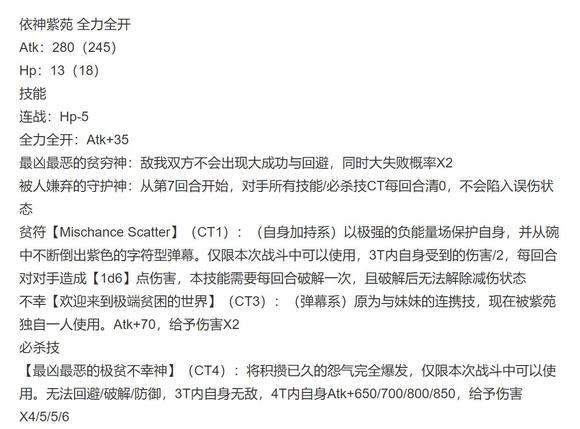 依神紫苑 全力全开
Atk：280（245）
Hp：13（18）
技能
连战：Hp-5
全力全开：Atk+35
最凶最恶的贫穷神：敌我双方不会出现大成功与回避，同时大失败概率X2
被人嫌弃的守护神：从第7回合开始，对手所有技能/必杀技CT每回合清0，不会陷入误伤状
态
贫符【Mischance Scatter】（CT1）：（自身加持系）以极强的负能量场保护自身，并从碗
中不断倒出紫色的字符型弹幕。仅限本次战斗中可以使用，3T内自身受到的伤害/2，每回合
对对手造成【1d6】点伤害，本技能需要每回合破解一次，且破解后无法解除减伤状态
不幸【欢迎来到极端贫困的世界】（CT3）：（弹幕系）原为与妹妹的连携技，现在被紫苑
独自一人使用。Atk+70，给予伤害X2
必杀技
【最凶最恶的极贫不幸神】（CT4）：将积攒已久的怨气完全爆发，仅限本次战斗中可以使
用。无法回避/破解/防御，3T内自身无敌，4T内自身Atk+650/700/800/850，给予伤害
X4/5/5/6